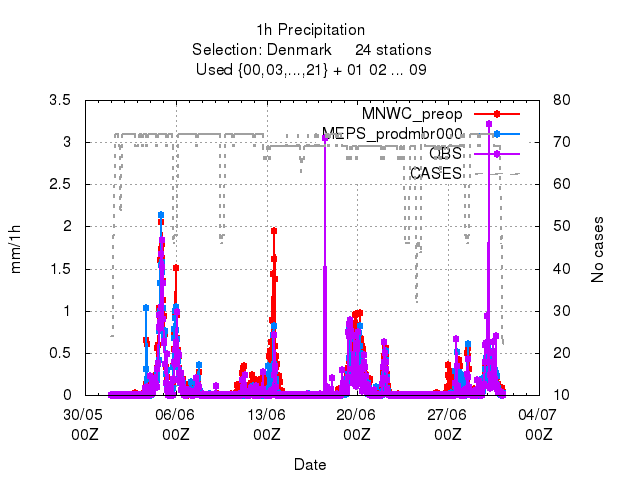 1h Precipitation
Selection: Denmark 24 stations
Used {00,03,...,21} + 01 02 ... 09
3.5
3
2.5
2
1.5
1
0.5
0
80
70
60
50
40
30
20
10
mm/1h
No cases
MNWC_preop
MEPS_prodmbr000
OBS
CASES
30/05 06/06 13/06 20/06 27/06 04/07
00Z 00Z 00Z 00Z 00Z 00Z
Date